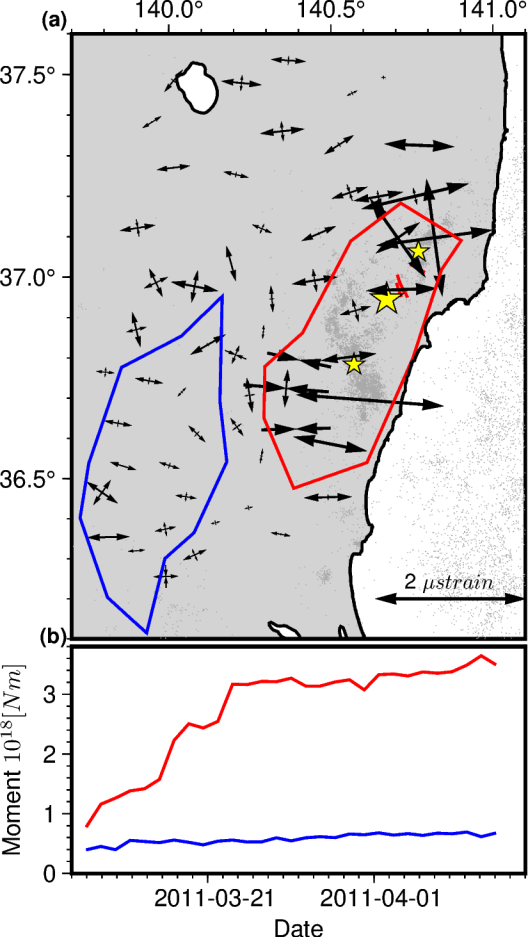 (a)
140.0° 140.5° 141.0°
37.5°
37.0°
36.5°
2 μstrain
(b)
Moment 10^18[Nm]
3
2
1
0
2011-03-21 2011-04-01
Date